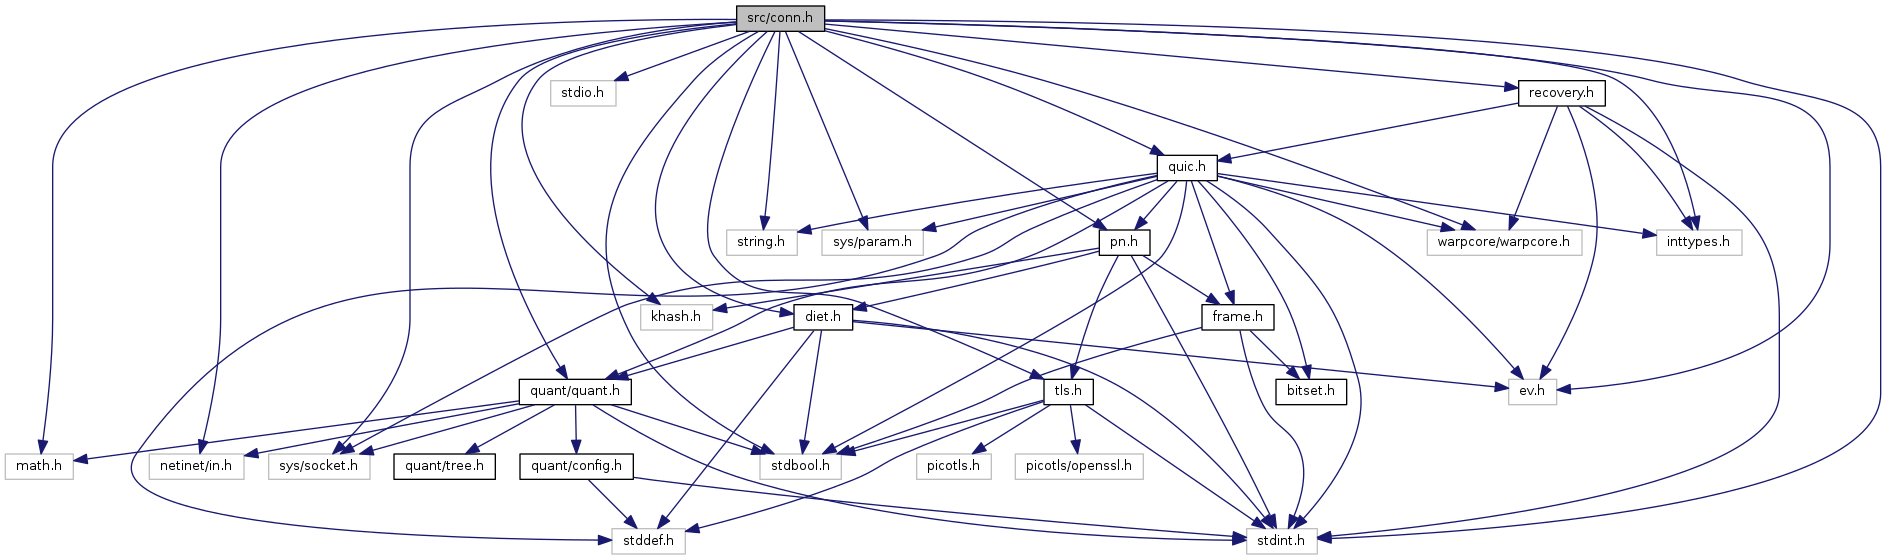 src/conn.h
stdio.h
recovery.h
quic.h
string.h
sys/param.h
pn.h
warpcore/warpcore.h
inttypes.h
khash.h
diet.h
frame.h
quant/quant.h
tls.h
bitset.h
ev.h
math.h
netinet/in.h
sys/socket.h
quant/tree.h
quant/config.h
stdbool.h
picotls.h
picotls/openssl.h
stddef.h
stdint.h